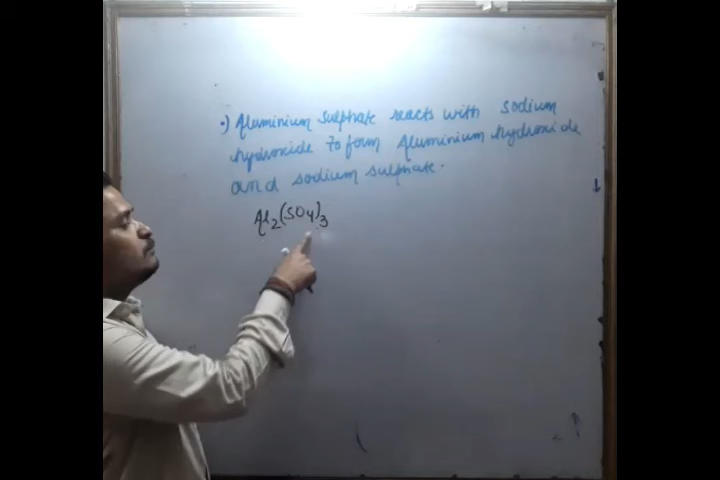 •) Aluminium sulphate reacts with sodium
hydroxide to form Aluminium hydroxide
and sodium sulphate.
Al₂(SO₄)₃